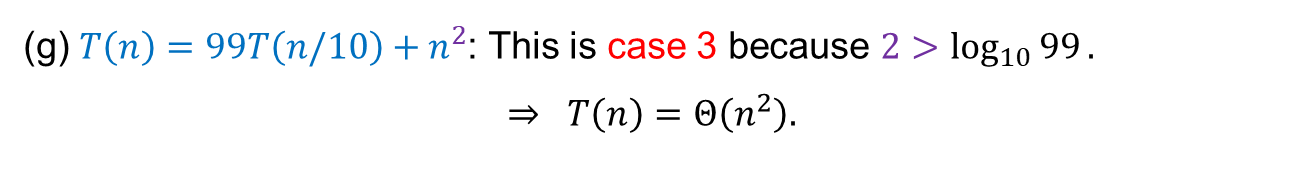 (g) T(n) = 99T(n/10) + n²: This is case 3 because 2 > log₁₀ 99.
⇒ T(n) = Θ(n²).